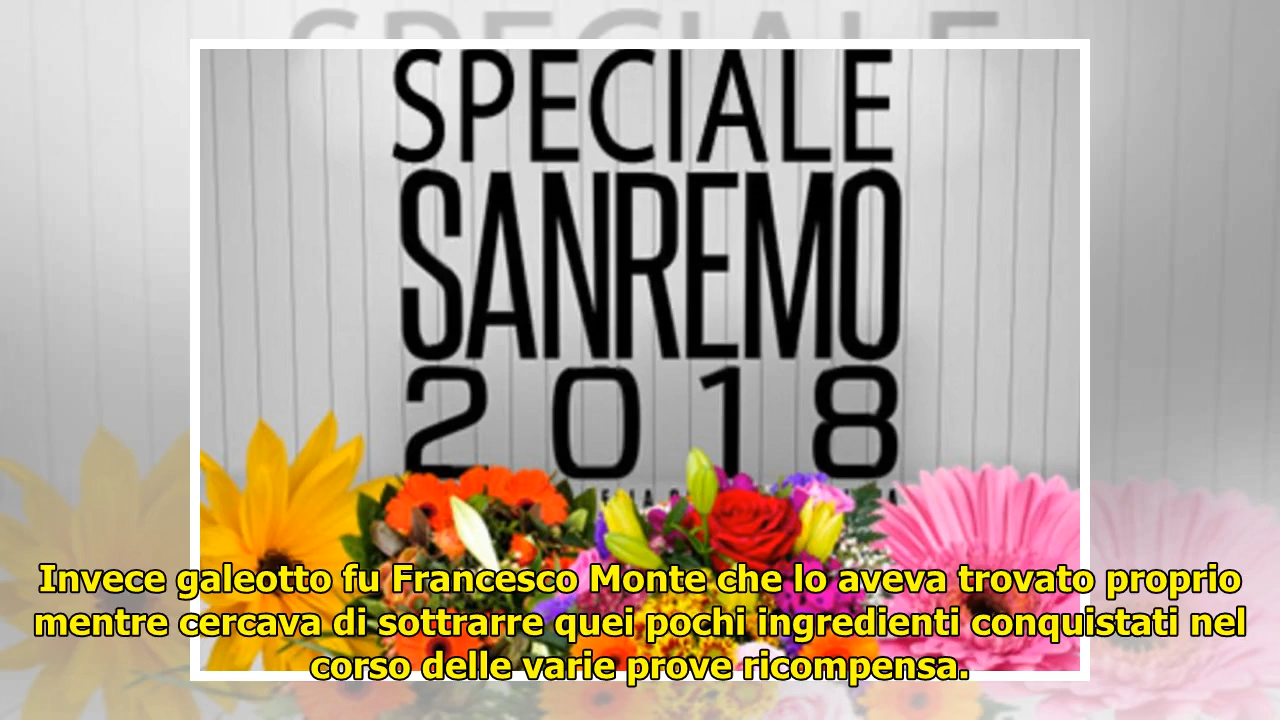 SPECIALE
SPECIALE
SANREMO
2018
Invece galeotto fu Francesco Monte che lo aveva trovato proprio
mentre cercava di sottrarre quei pochi ingredienti conquistati nel
corso delle varie prove ricompensa.